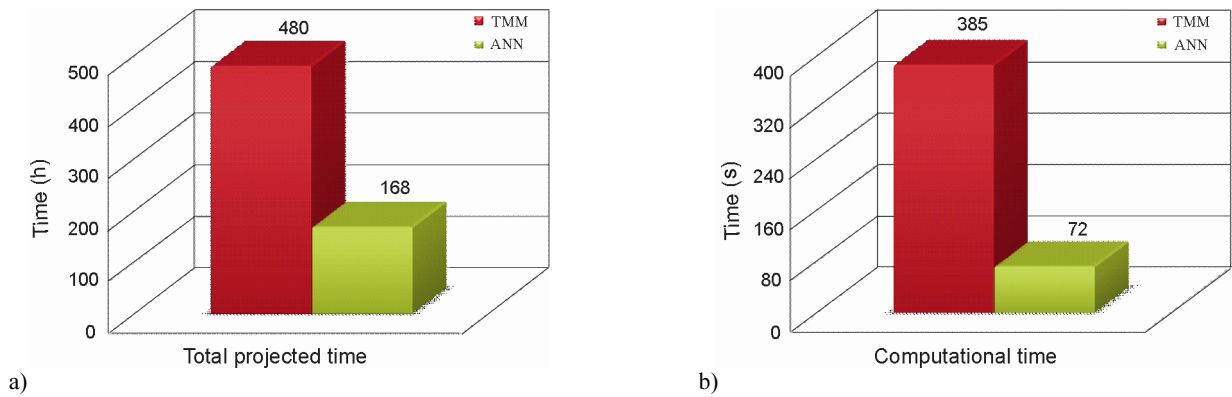 480
TMM
ANN
500
400
300
200
100
0
Time (h)
168
Total projected time
a)
385
TMM
ANN
400
320
240
160
80
0
Time (s)
72
Computational time
b)